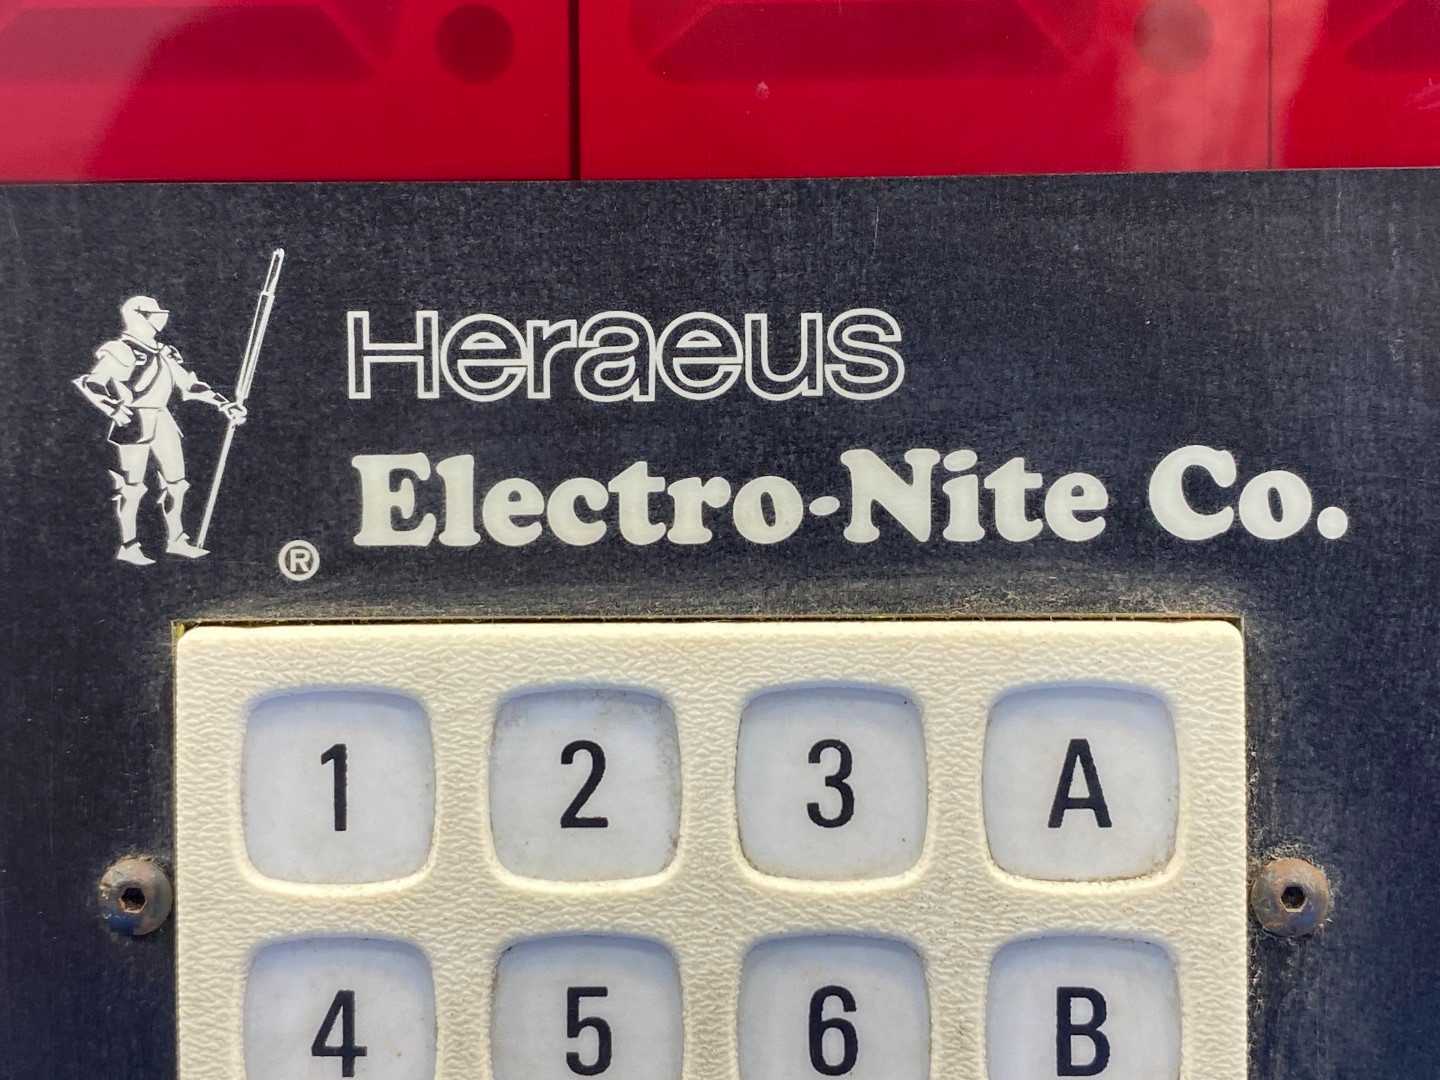 Heraeus
® Electro-Nite Co.
1 2 3 A
4 5 6 B